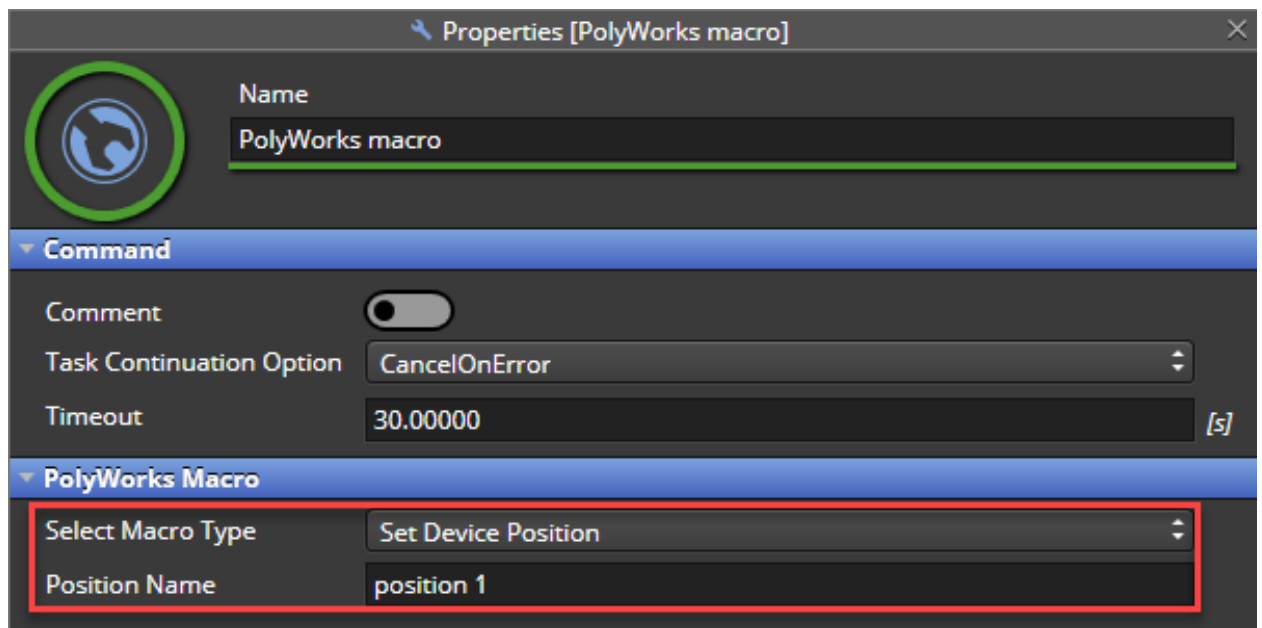 Properties [PolyWorks macro]
Name
PolyWorks macro
Command
Comment
Task Continuation Option CancelOnError
Timeout 30.00000 [s]
PolyWorks Macro
Select Macro Type Set Device Position
Position Name position 1